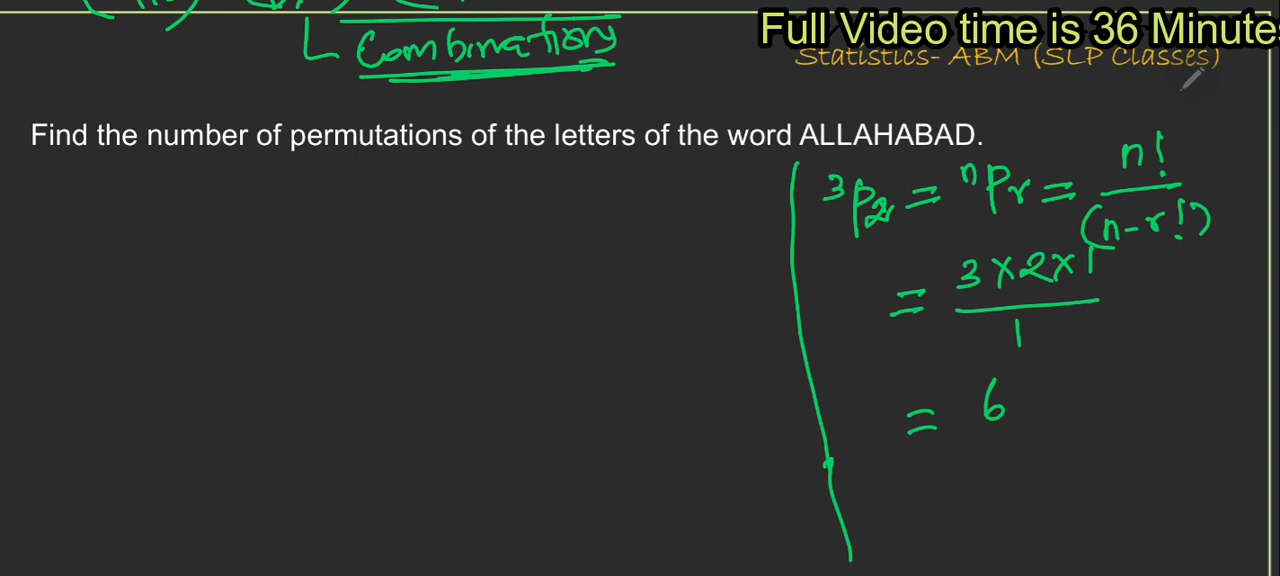 Full Video time is 36 Minute
Combinations
Statistics- ABM (SLP Classes)
Find the number of permutations of the letters of the word ALLAHABAD.
³P₂ = ⁿPᵣ = n! / (n-r!)
= 3×2×1 / 1
= 6